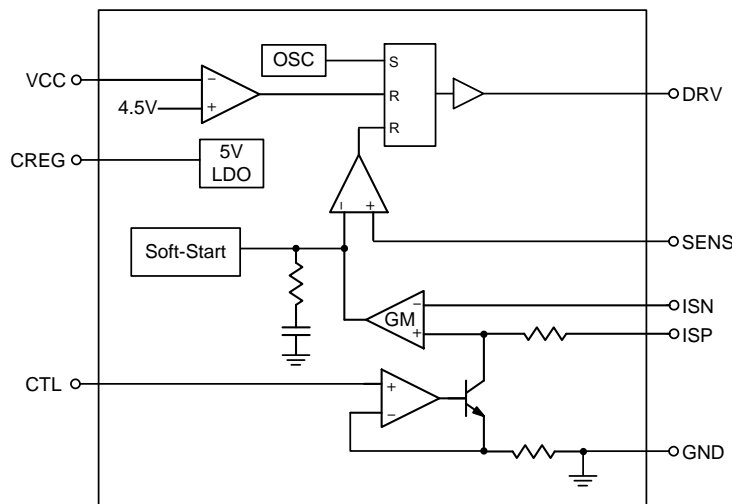 VCC
4.5V
−
+
OSC
S
R
R
DRV
CREG
5V
LDO
−
+
Soft-Start
SENS
GM
−
+
ISN
ISP
CTL
+
−
GND